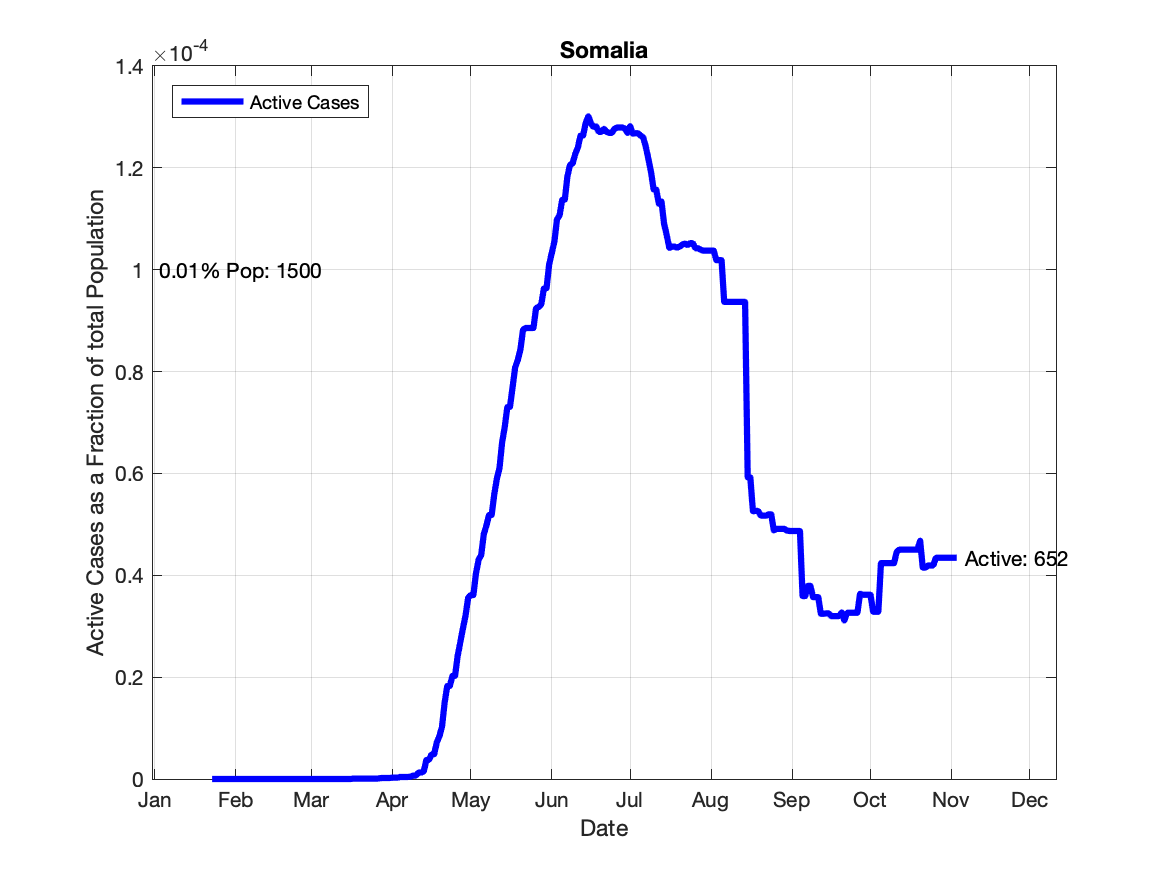 Somalia
×10-4
1.4
1.2
1
0.8
0.6
0.4
0.2
0
Active Cases
0.01% Pop: 1500
Active: 652
Active Cases as a Fraction of total Population
Jan Feb Mar Apr May Jun Jul Aug Sep Oct Nov Dec
Date